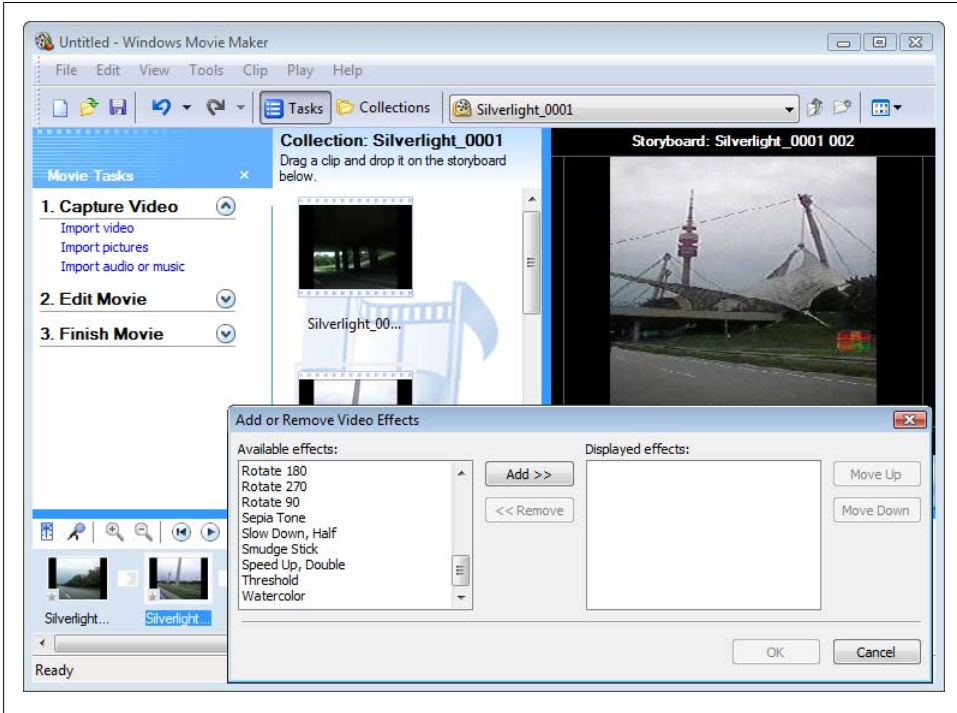 Untitled - Windows Movie Maker
File Edit View Tools Clip Play Help
Tasks Collections Silverlight_0001
Movie Tasks
1. Capture Video
Import video
Import pictures
Import audio or music
2. Edit Movie
3. Finish Movie
Collection: Silverlight_0001
Drag a clip and drop it on the storyboard
below.
Silverlight_00...
Storyboard: Silverlight_0001 002
Add or Remove Video Effects
Available effects:
Rotate 180
Rotate 270
Rotate 90
Sepia Tone
Slow Down, Half
Smudge Stick
Speed Up, Double
Threshold
Watercolor
Add >>
<< Remove
Displayed effects:
Move Up
Move Down
OK Cancel
Silverlight... Silverlight...
Ready